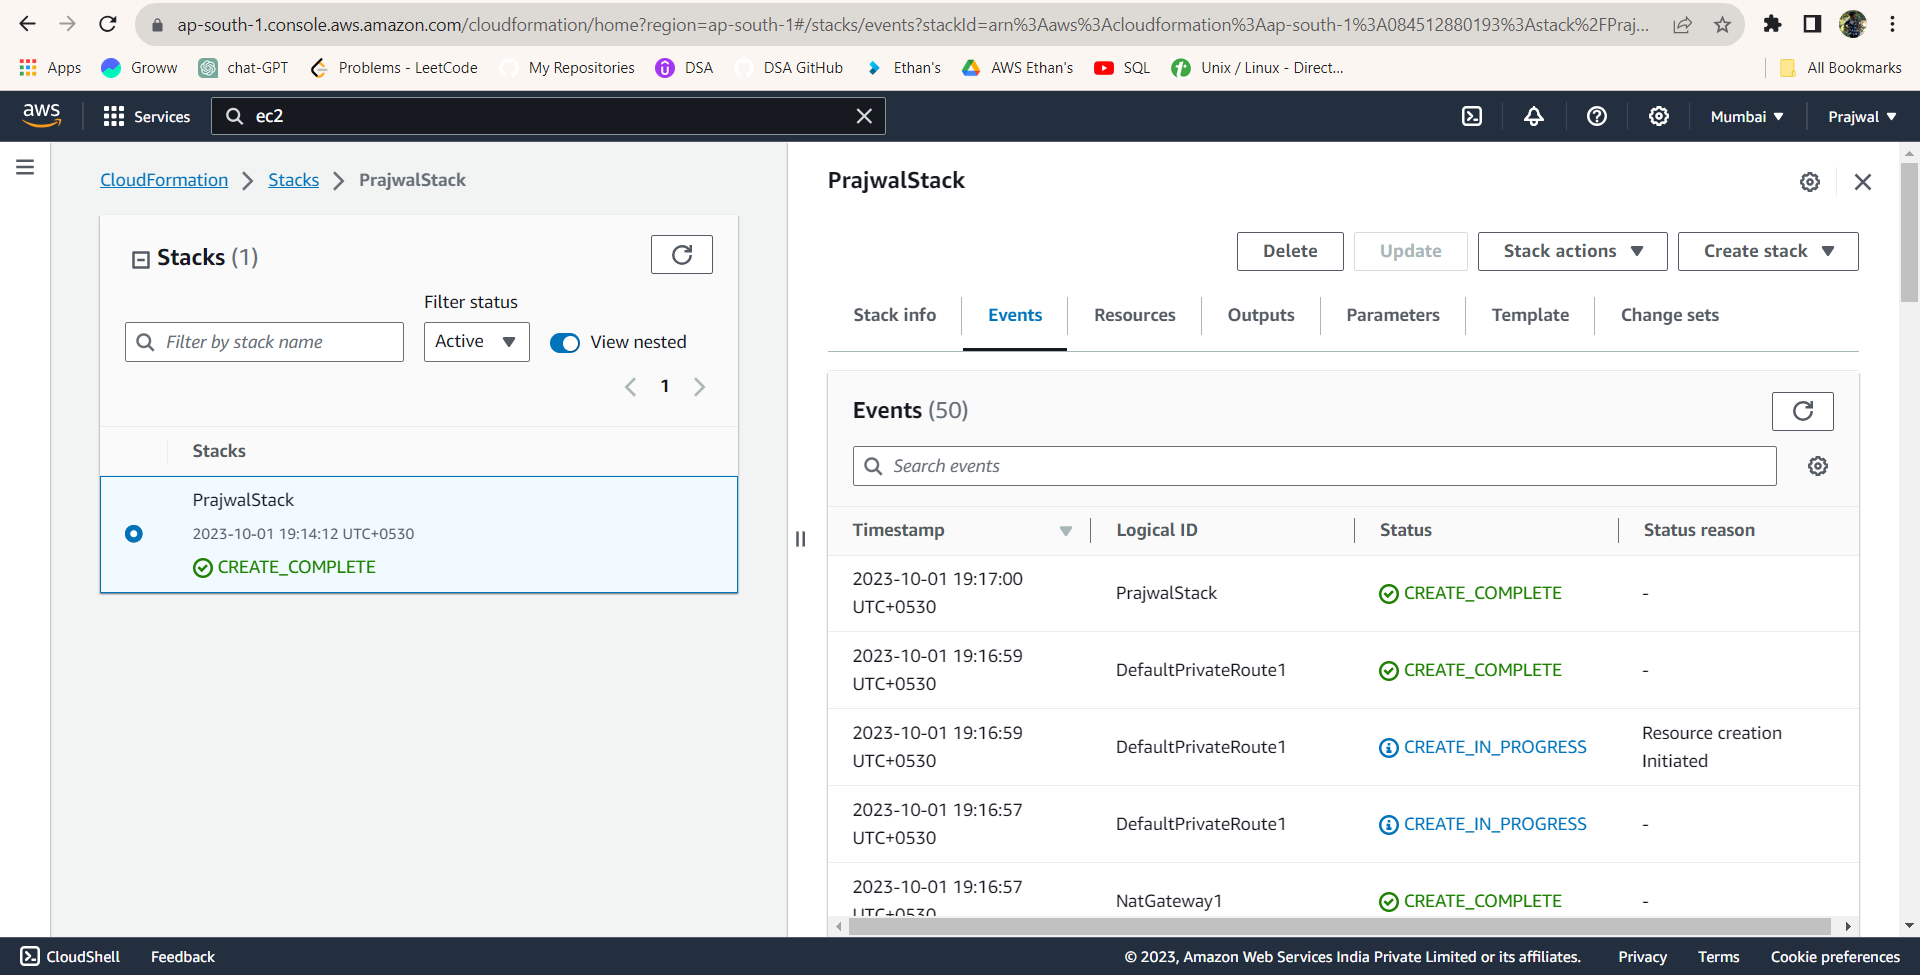 ap-south-1.console.aws.amazon.com/cloudformation/home?region=ap-south-1#/stacks/events?stackId=arn%3Aaws%3Acloudformation%3Aap-south-1%3A084512880193%3Astack%2FPraj...
Apps Groww chat-GPT Problems - LeetCode My Repositories DSA DSA GitHub Ethan's AWS Ethan's SQL Unix / Linux - Direct... All Bookmarks
aws Services ec2 Mumbai Prajwal
CloudFormation Stacks PrajwalStack
Stacks (1)
Filter status
Filter by stack name Active View nested
1
Stacks
PrajwalStack
2023-10-01 19:14:12 UTC+0530
CREATE_COMPLETE
PrajwalStack
Delete Update Stack actions Create stack
Stack info Events Resources Outputs Parameters Template Change sets
Events (50)
Search events
Timestamp Logical ID Status Status reason
2023-10-01 19:17:00
UTC+0530
PrajwalStack CREATE_COMPLETE -
2023-10-01 19:16:59
UTC+0530
DefaultPrivateRoute1 CREATE_COMPLETE -
2023-10-01 19:16:59
UTC+0530
DefaultPrivateRoute1 CREATE_IN_PROGRESS
Resource creation
Initiated
2023-10-01 19:16:57
UTC+0530
DefaultPrivateRoute1 CREATE_IN_PROGRESS -
2023-10-01 19:16:57
UTC+0530
NatGateway1 CREATE_COMPLETE -
CloudShell Feedback © 2023, Amazon Web Services India Private Limited or its affiliates. Privacy Terms Cookie preferences